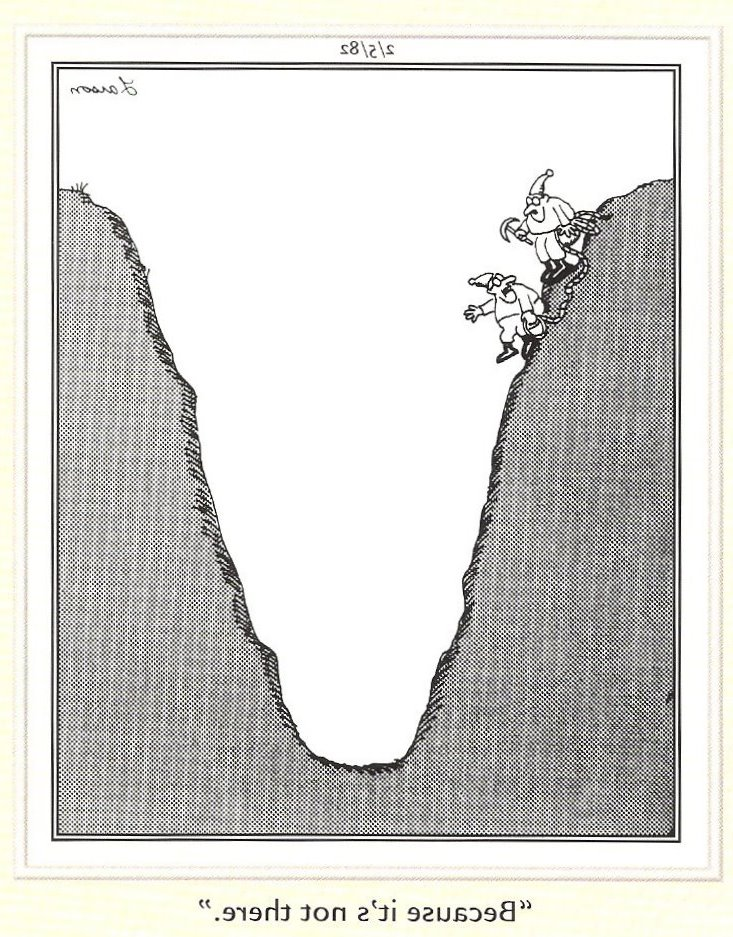 2/5/82
Larson
“Because it's not there.”